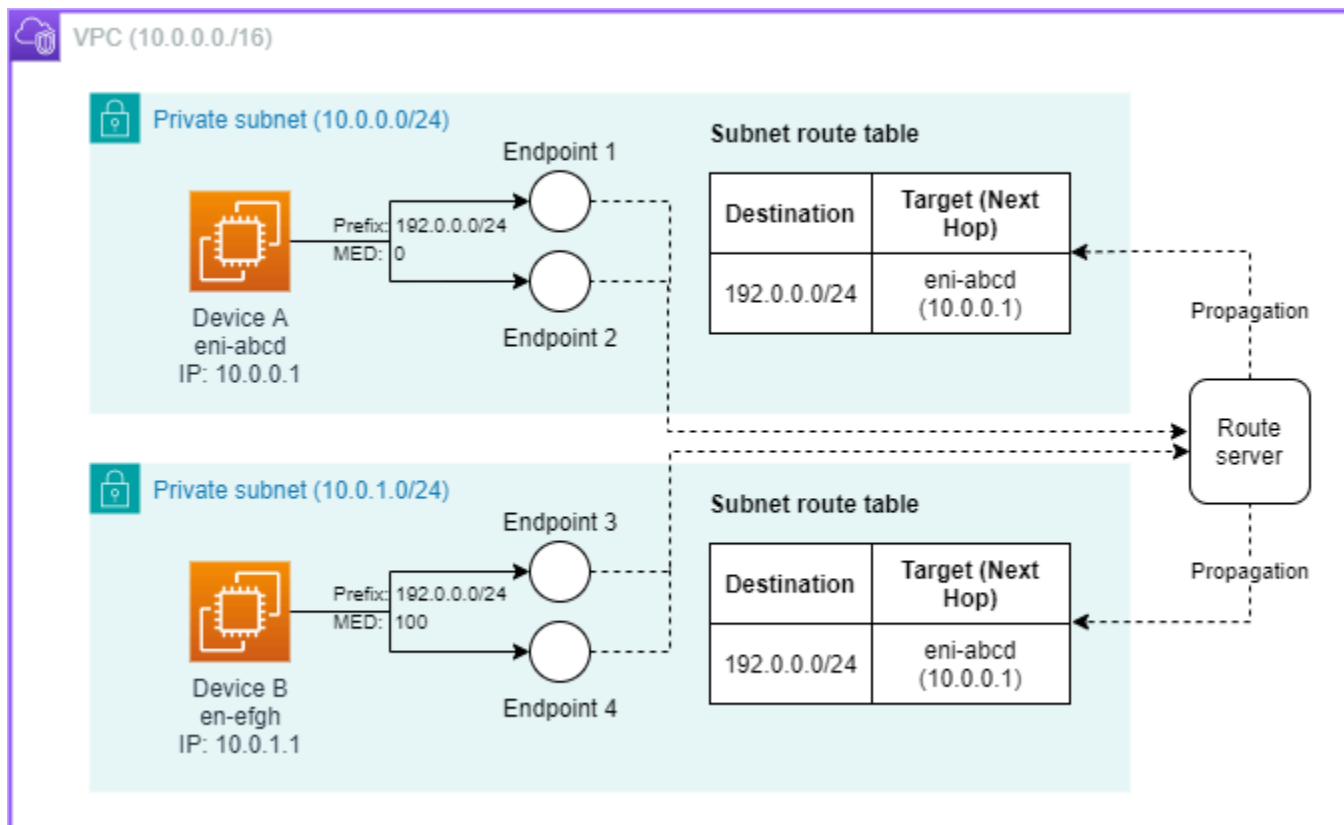 VPC (10.0.0.0./16)
Private subnet (10.0.0.0/24)
Endpoint 1
Subnet route table
Destination
Target (Next
Hop)
Prefix: 192.0.0.0/24
MED: 0
192.0.0.0/24
eni-abcd
(10.0.0.1)
Device A
eni-abcd
IP: 10.0.0.1
Endpoint 2
Propagation
Route
server
Private subnet (10.0.1.0/24)
Endpoint 3
Subnet route table
Destination
Target (Next
Hop)
Propagation
Prefix: 192.0.0.0/24
MED: 100
192.0.0.0/24
eni-abcd
(10.0.0.1)
Device B
en-efgh
IP: 10.0.1.1
Endpoint 4